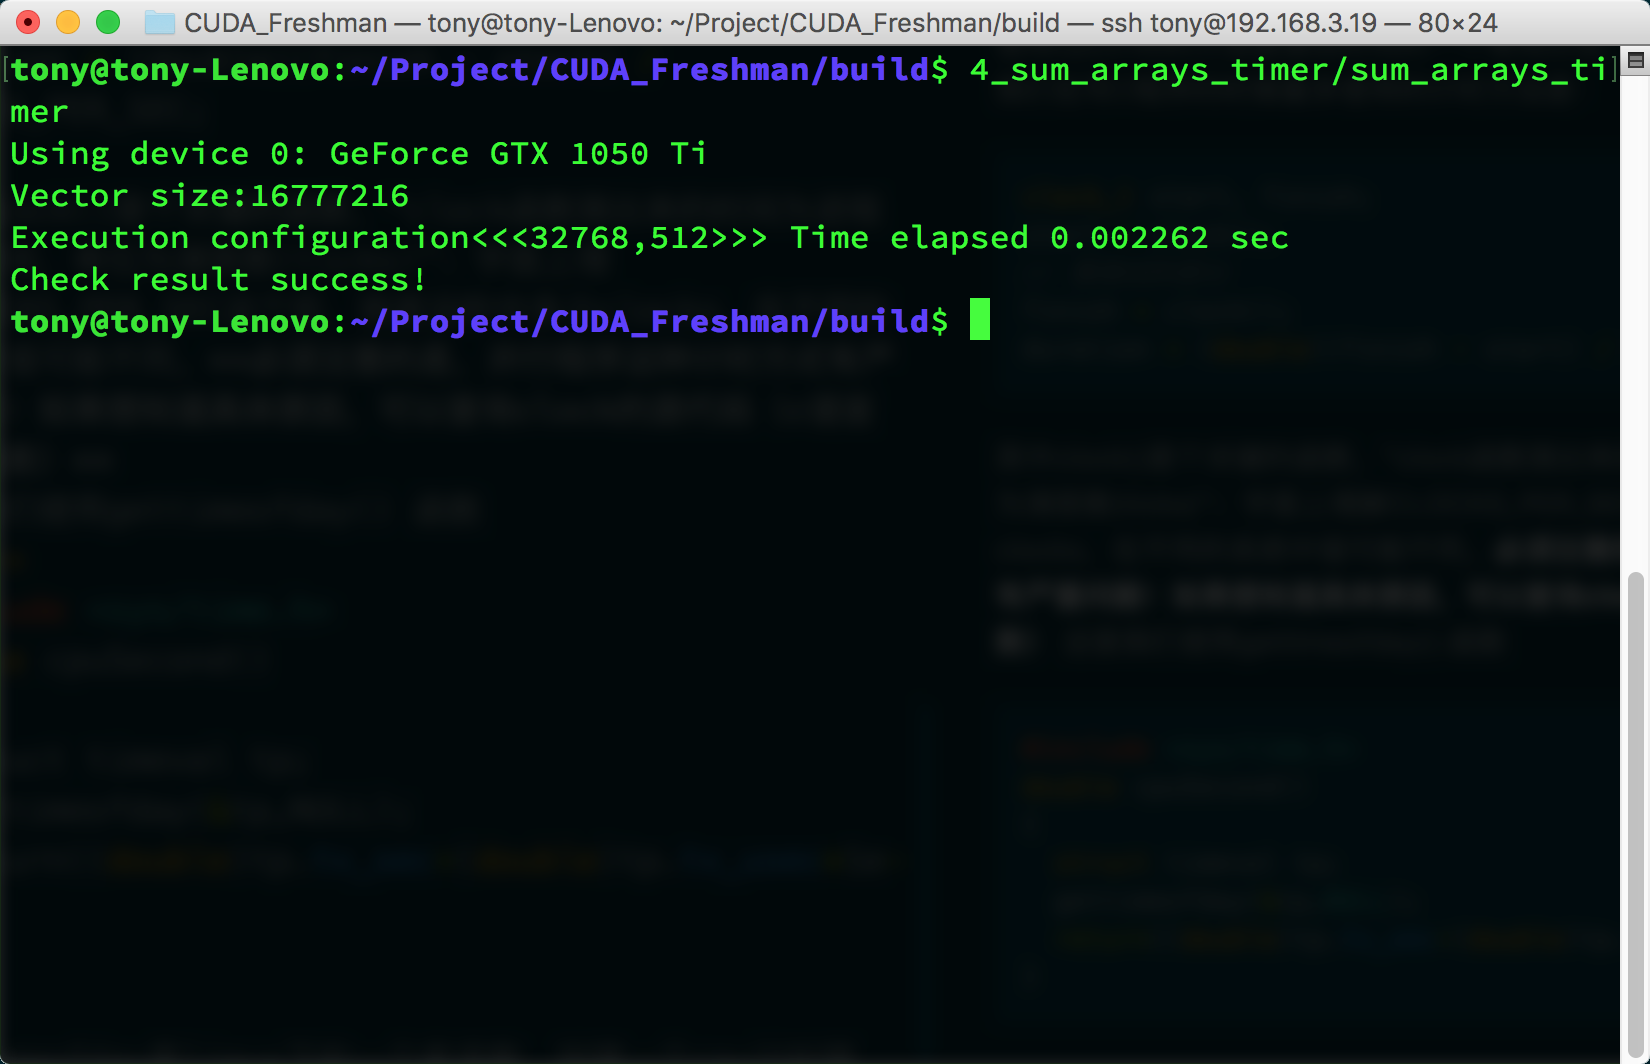 CUDA_Freshman — tony@tony-Lenovo: ~/Project/CUDA_Freshman/build — ssh tony@192.168.3.19 — 80×24
tony@tony-Lenovo:~/Project/CUDA_Freshman/build$ 4_sum_arrays_timer/sum_arrays_ti
mer
Using device 0: GeForce GTX 1050 Ti
Vector size:16777216
Execution configuration<<<32768,512>>> Time elapsed 0.002262 sec
Check result success!
tony@tony-Lenovo:~/Project/CUDA_Freshman/build$